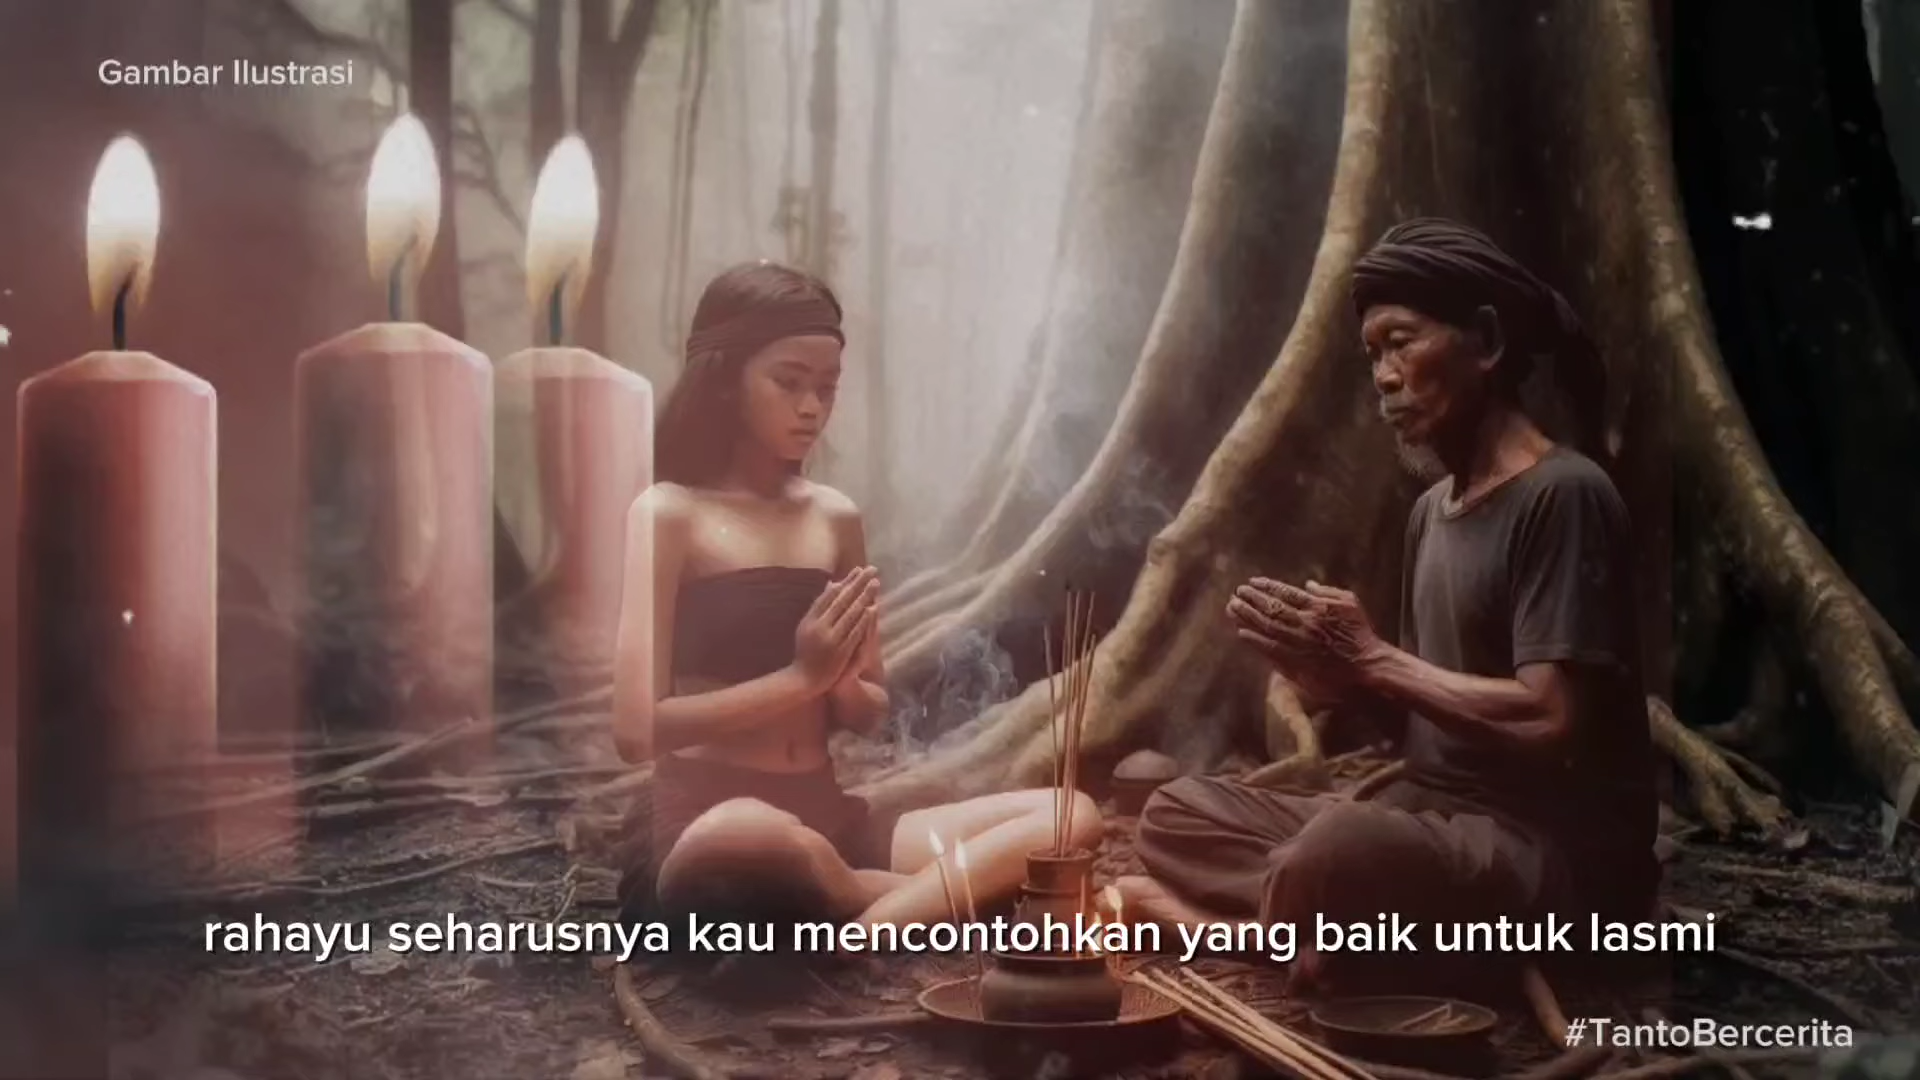 Gambar Ilustrasi
rahayu seharusnya kau mencontohkan yang baik untuk lasmi
#TantoBercerita